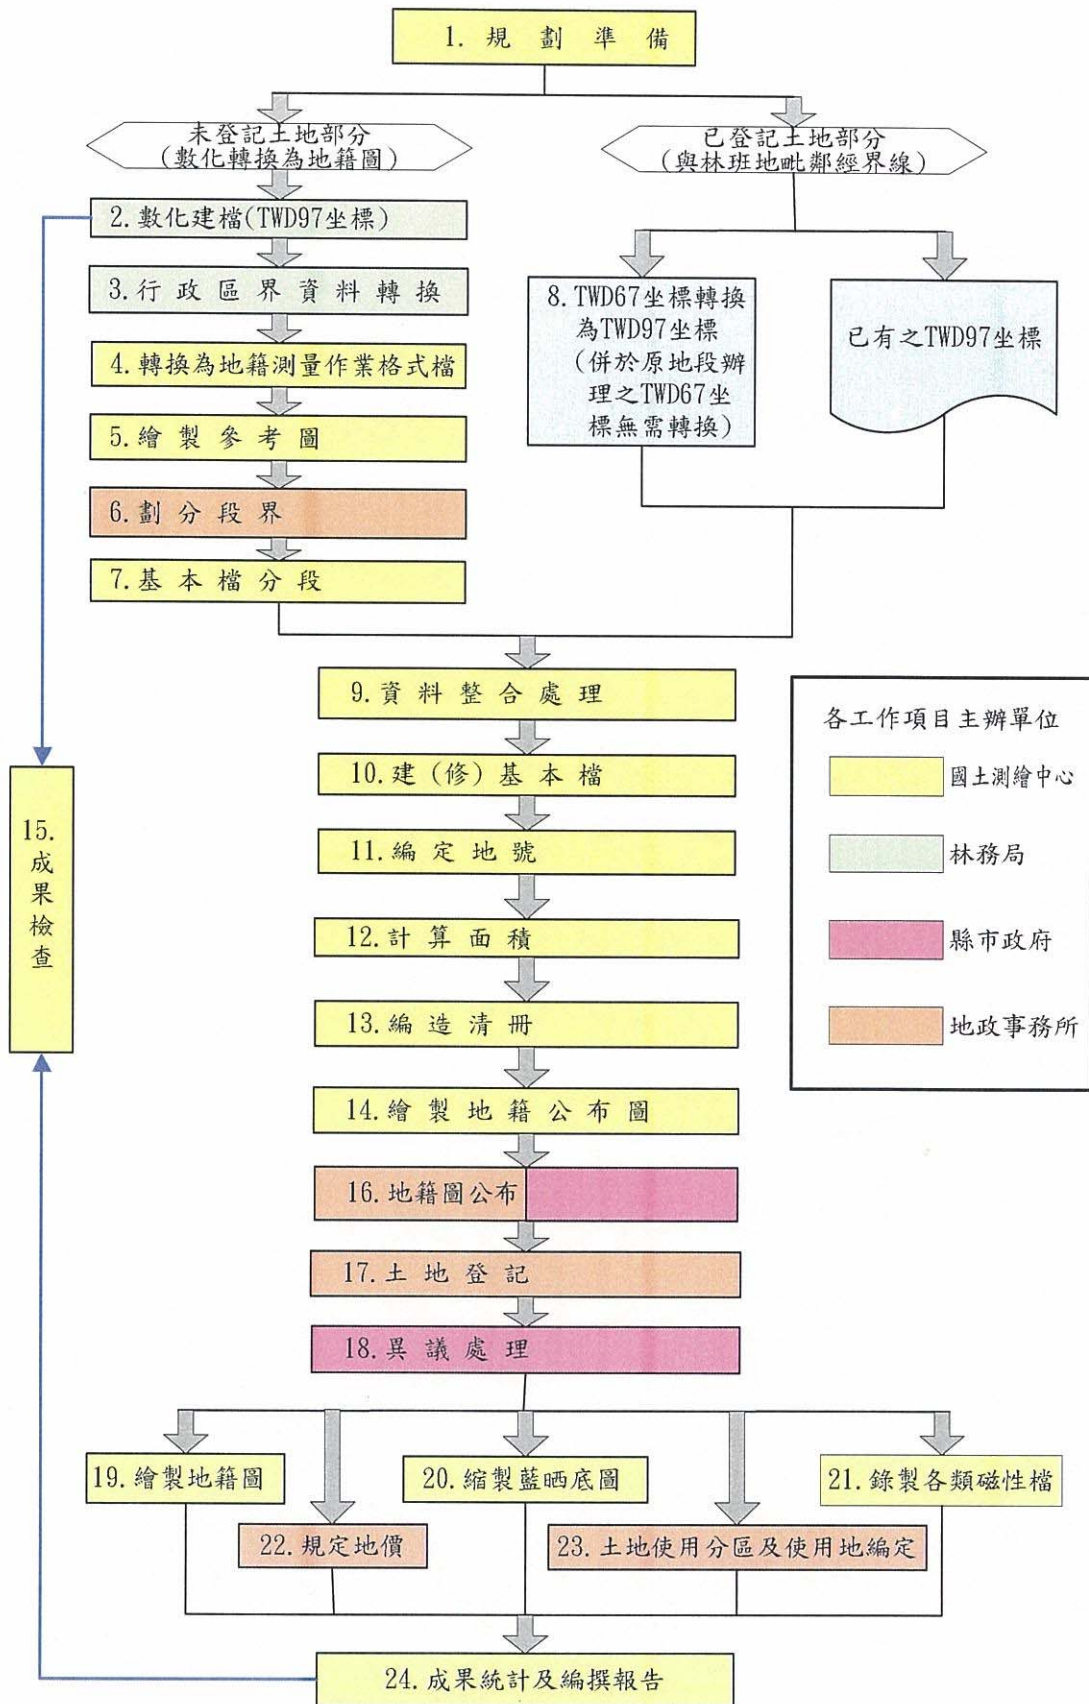 1. 規劃準備
未登記土地部分
(數化轉換為地籍圖)
已登記土地部分
(與林班地毗鄰經界線)
2. 數化建檔(TWD97坐標)
3. 行政區界資料轉換
4. 轉換為地籍測量作業格式檔
5. 繪製參考圖
6. 劃分段界
7. 基本檔分段
8. TWD67坐標轉換
為TWD97坐標
(併於原地段辦
理之TWD67坐
標無需轉換)
已有之TWD97坐標
9. 資料整合處理
10. 建(修)基本檔
11. 編定地號
12. 計算面積
13. 編造清冊
14. 繪製地籍公布圖
15.
成
果
檢
查
各工作項目主辦單位
國土測繪中心
林務局
縣市政府
地政事務所
16. 地籍圖公布
17. 土地登記
18. 異議處理
19. 繪製地籍圖
20. 縮製藍晒底圖
21. 錄製各類磁性檔
22. 規定地價
23. 土地使用分區及使用地編定
24. 成果統計及編撰報告